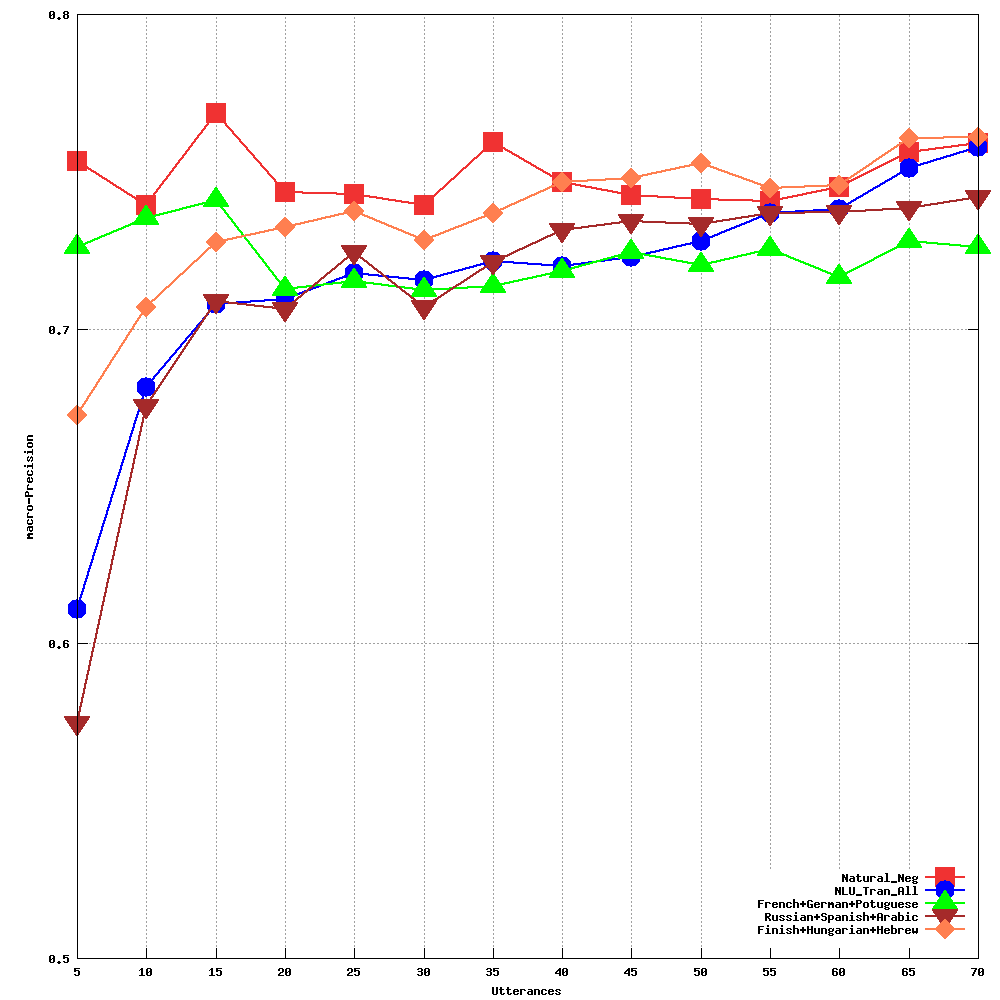 0.8
0.7
0.6
0.5
macro-Precision
5 10 15 20 25 30 35 40 45 50 55 60 65 70
Utterances
Natural_Neg
NLU_Tran_All
French+German+Potuguese
Russian+Spanish+Arabic
Finish+Hungarian+Hebrew